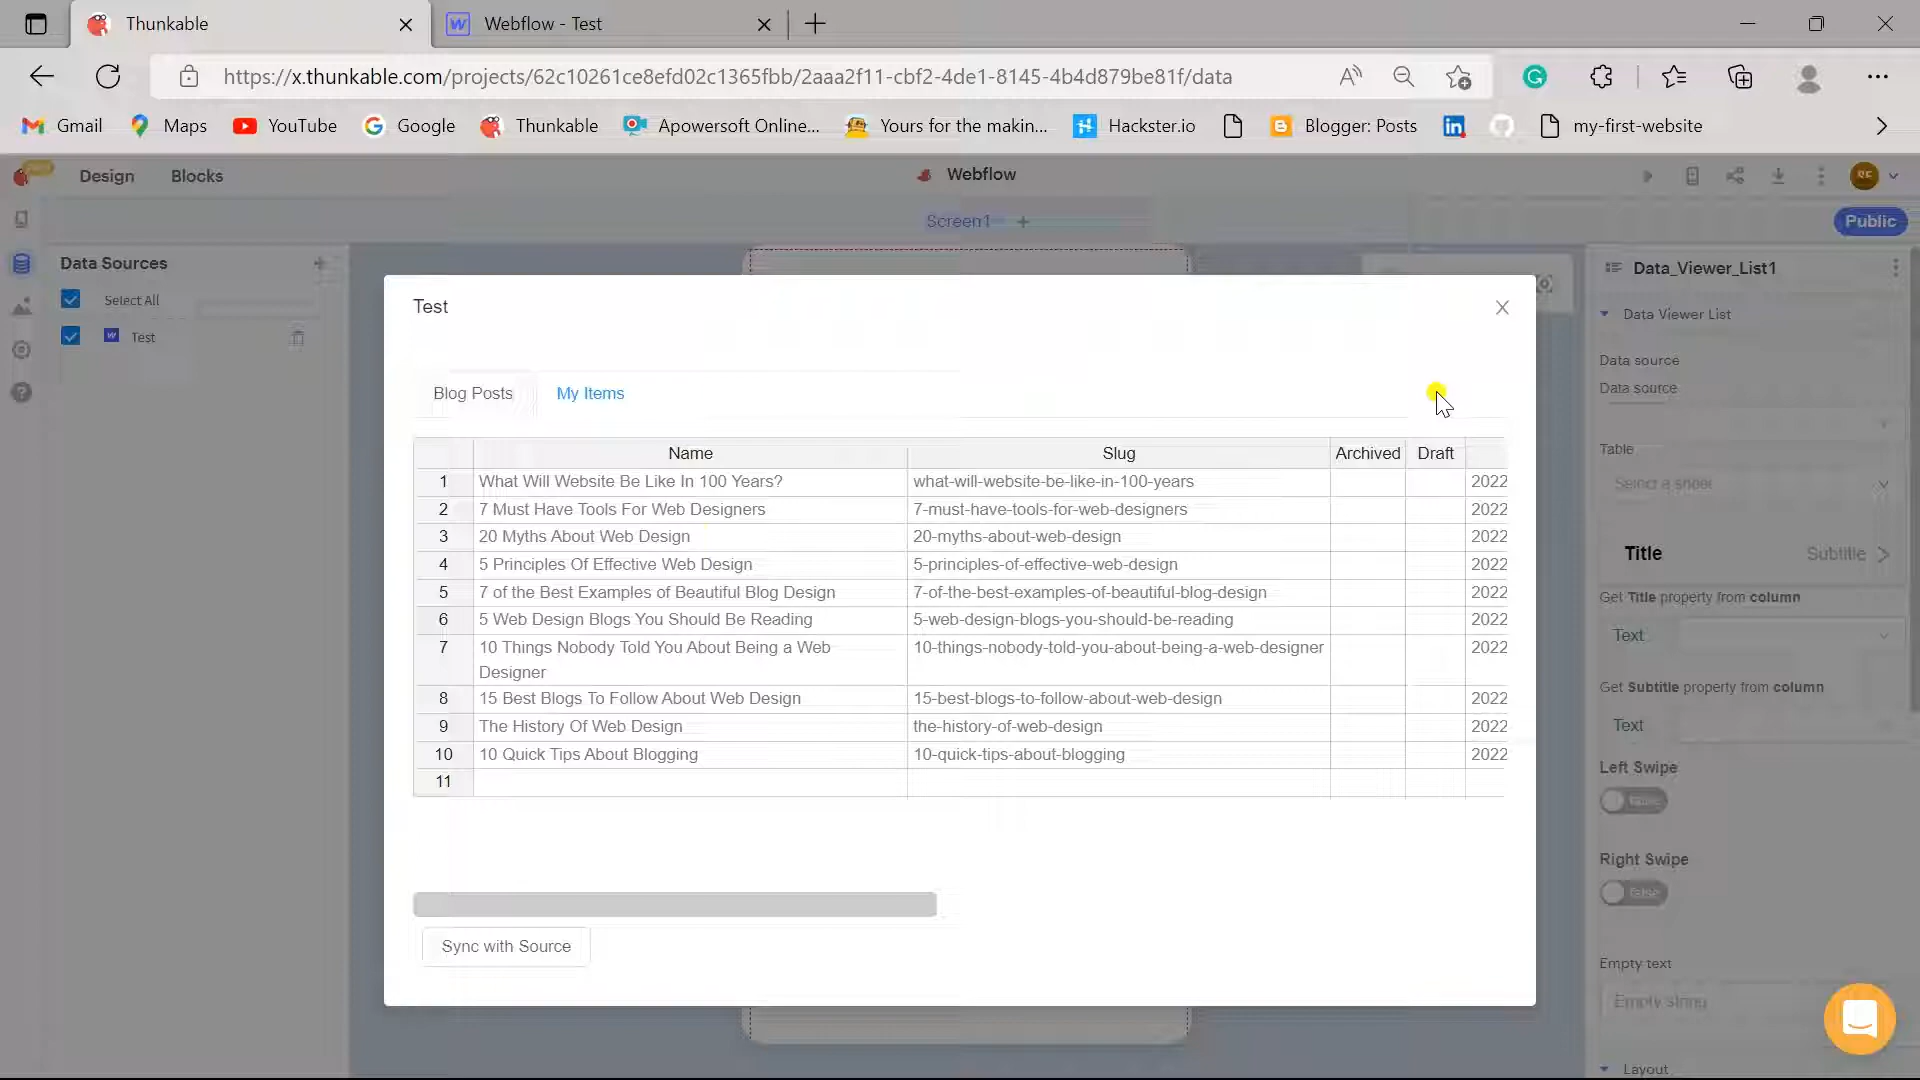 Thunkable
Webflow - Test
https://x.thunkable.com/projects/62c10261ce8efd02c1365fbb/2aaa2f11-cbf2-4de1-8145-4b4d879be81f/data
Gmail Maps YouTube Google Thunkable Apowersoft Online... Yours for the makin... Hackster.io Blogger: Posts my-first-website
Design Blocks Webflow
Screen1 +
Public
Data Sources
Select All
Test
Test
Blog Posts My Items
Name Slug Archived Draft
1 What Will Website Be Like In 100 Years? what-will-website-be-like-in-100-years 2022
2 7 Must Have Tools For Web Designers 7-must-have-tools-for-web-designers 2022
3 20 Myths About Web Design 20-myths-about-web-design 2022
4 5 Principles Of Effective Web Design 5-principles-of-effective-web-design 2022
5 7 of the Best Examples of Beautiful Blog Design 7-of-the-best-examples-of-beautiful-blog-design 2022
6 5 Web Design Blogs You Should Be Reading 5-web-design-blogs-you-should-be-reading 2022
7 10 Things Nobody Told You About Being a Web 10-things-nobody-told-you-about-being-a-web-designer 2022
Designer
8 15 Best Blogs To Follow About Web Design 15-best-blogs-to-follow-about-web-design 2022
9 The History Of Web Design the-history-of-web-design 2022
10 10 Quick Tips About Blogging 10-quick-tips-about-blogging 2022
11
Sync with Source
Data_Viewer_List1
Data Viewer List
Data source
Data source
Table
Select a sheet
Title Subtitle
Get Title property from column
Text
Get Subtitle property from column
Text
Left Swipe
False
Right Swipe
False
Empty text
Empty string
Layout